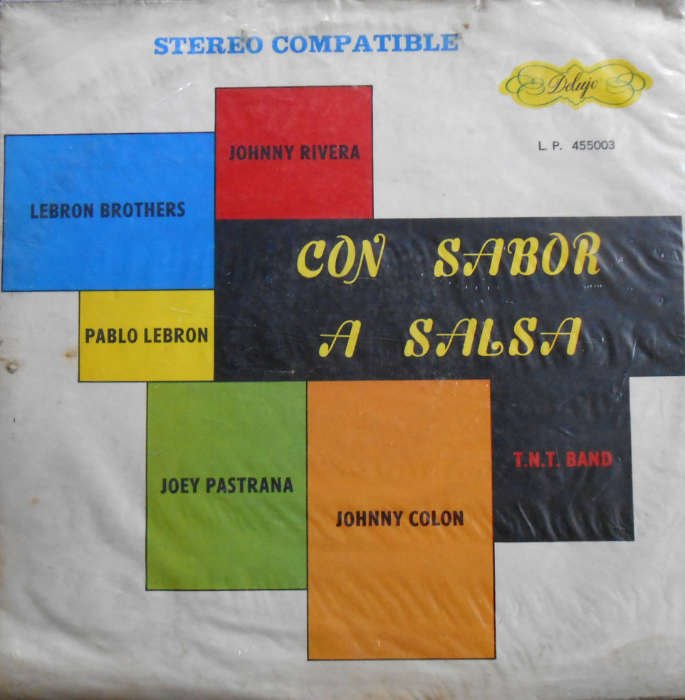 STEREO COMPATIBLE
Delujo
L. P. 455003
JOHNNY RIVERA
LEBRON BROTHERS
CON SABOR
A SALSA
PABLO LEBRON
T.N.T. BAND
JOEY PASTRANA
JOHNNY COLON